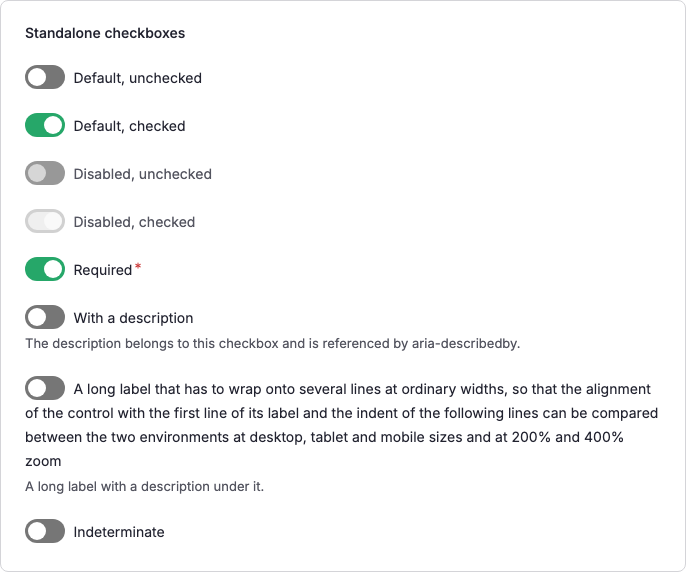 Standalone checkboxes
Default, unchecked
Default, checked
Disabled, unchecked
Disabled, checked
Required*
With a description
The description belongs to this checkbox and is referenced by aria-describedby.
A long label that has to wrap onto several lines at ordinary widths, so that the alignment
of the control with the first line of its label and the indent of the following lines can be compared
between the two environments at desktop, tablet and mobile sizes and at 200% and 400%
zoom
A long label with a description under it.
Indeterminate